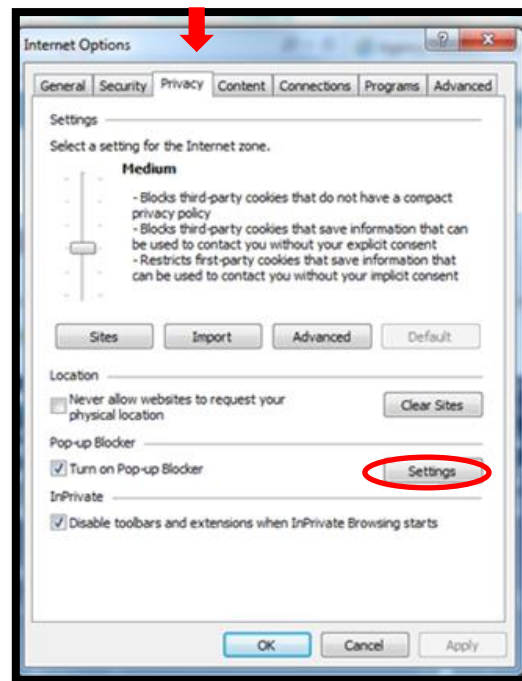 Internet Options
General Security Privacy Content Connections Programs Advanced
Settings
Select a setting for the Internet zone.
Medium
- Blocks third-party cookies that do not have a compact
privacy policy
- Blocks third-party cookies that save information that can
be used to contact you without your explicit consent
- Restricts first-party cookies that save information that
can be used to contact you without your implicit consent
Sites Import Advanced Default
Location
Never allow websites to request your
physical location
Clear Sites
Pop-up Blocker
Turn on Pop-up Blocker Settings
InPrivate
Disable toolbars and extensions when InPrivate Browsing starts
OK Cancel Apply